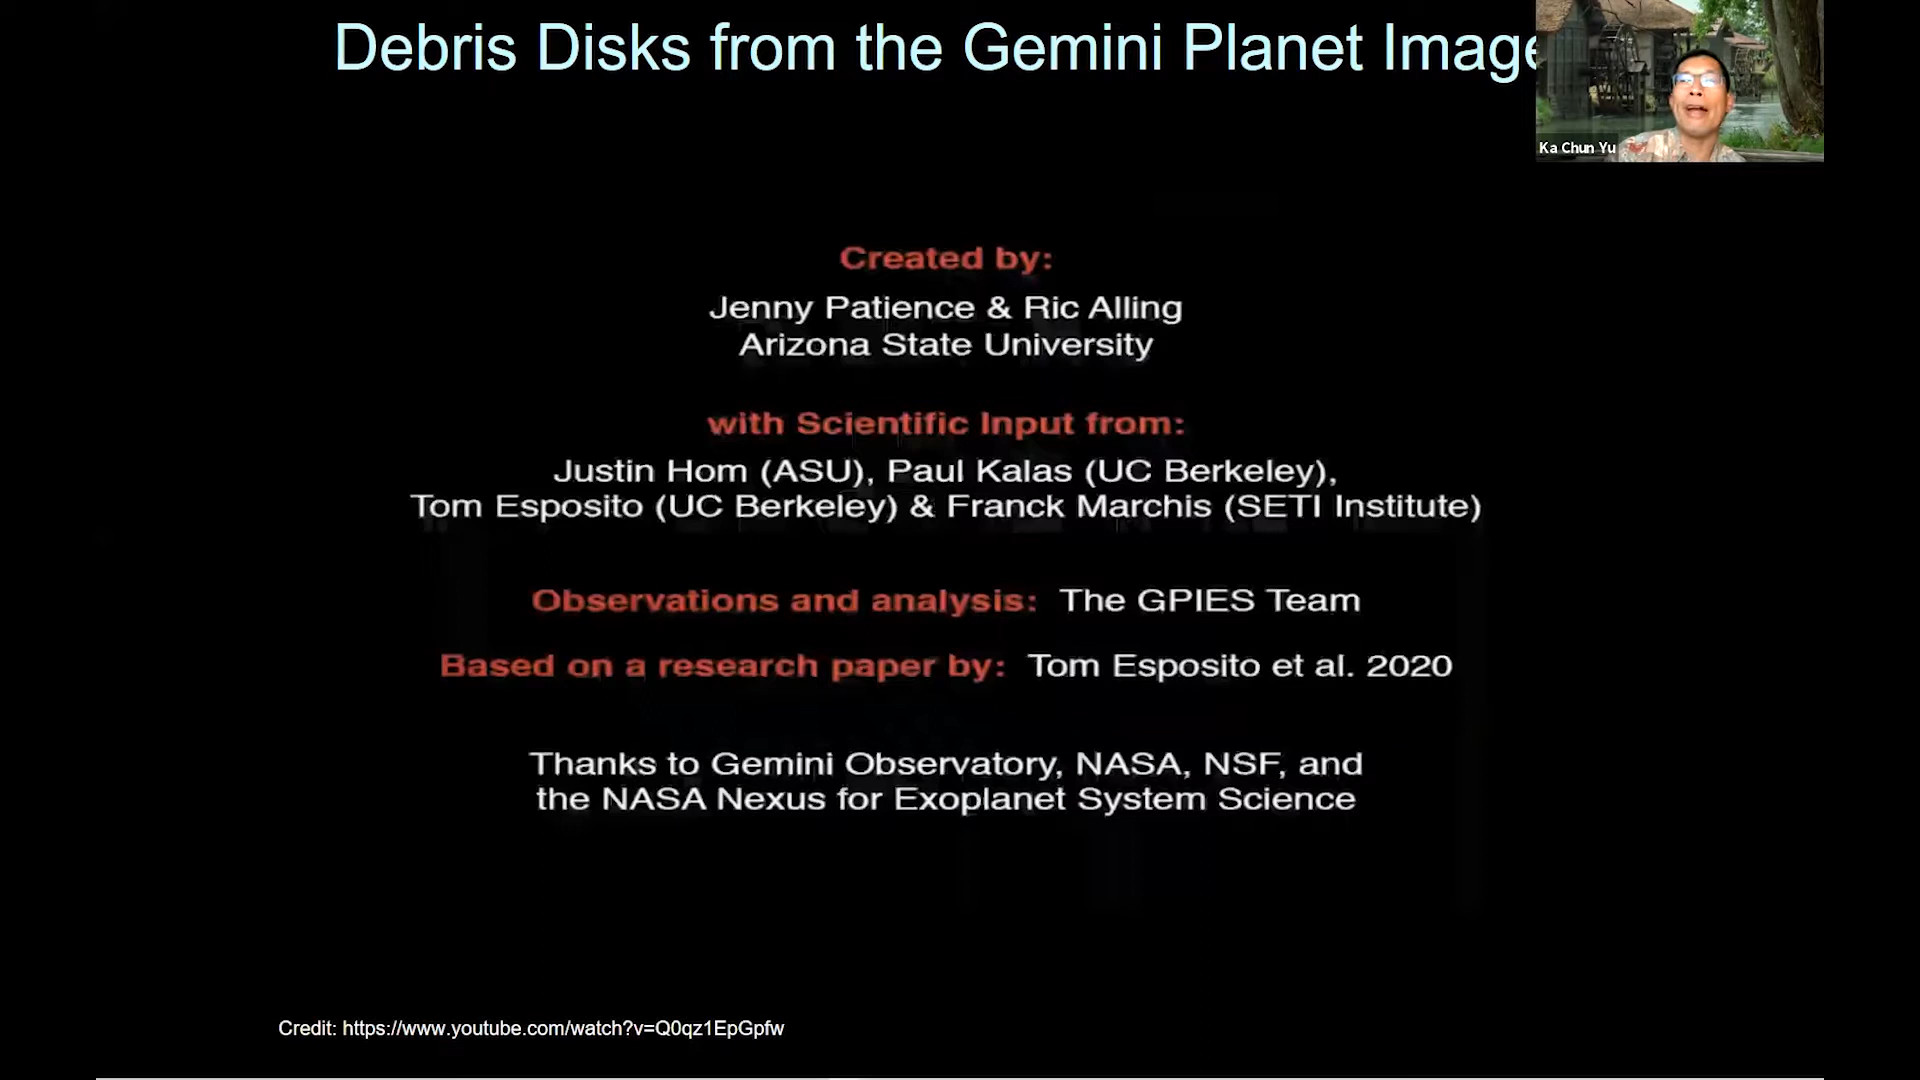 Debris Disks from the Gemini Planet Image
Ka Chun Yu
Created by:
Jenny Patience & Ric Alling
Arizona State University
with Scientific Input from:
Justin Hom (ASU), Paul Kalas (UC Berkeley),
Tom Esposito (UC Berkeley) & Franck Marchis (SETI Institute)
Observations and analysis: The GPIES Team
Based on a research paper by: Tom Esposito et al. 2020
Thanks to Gemini Observatory, NASA, NSF, and
the NASA Nexus for Exoplanet System Science
Credit: https://www.youtube.com/watch?v=Q0qz1EpGpfw